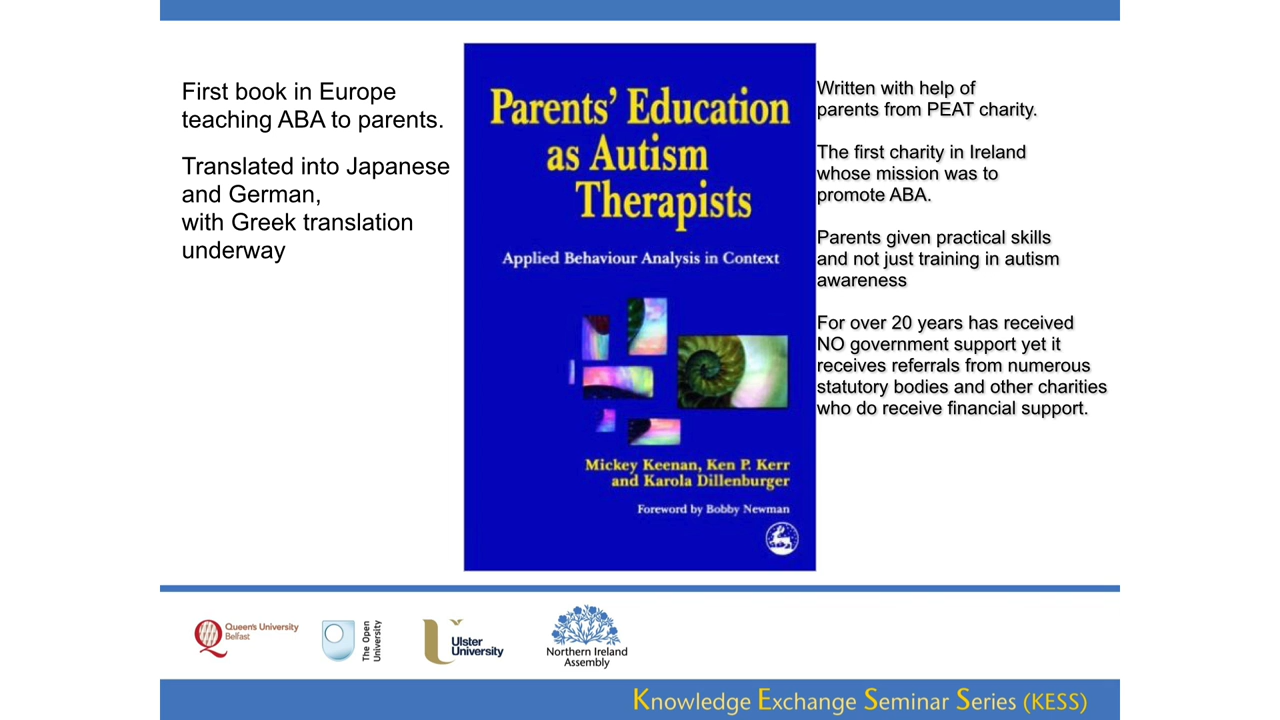 First book in Europe
teaching ABA to parents.
Translated into Japanese
and German,
with Greek translation
underway
Parents’ Education
as Autism
Therapists
Applied Behaviour Analysis in Context
Mickey Keenan, Ken P. Kerr
and Karola Dillenburger
Foreword by Bobby Newman
Written with help of
parents from PEAT charity.
The first charity in Ireland
whose mission was to
promote ABA.
Parents given practical skills
and not just training in autism
awareness
For over 20 years has received
NO government support yet it
receives referrals from numerous
statutory bodies and other charities
who do receive financial support.
Queen's University
Belfast
The Open
University
Ulster
University
Northern Ireland
Assembly
Knowledge Exchange Seminar Series (KESS)